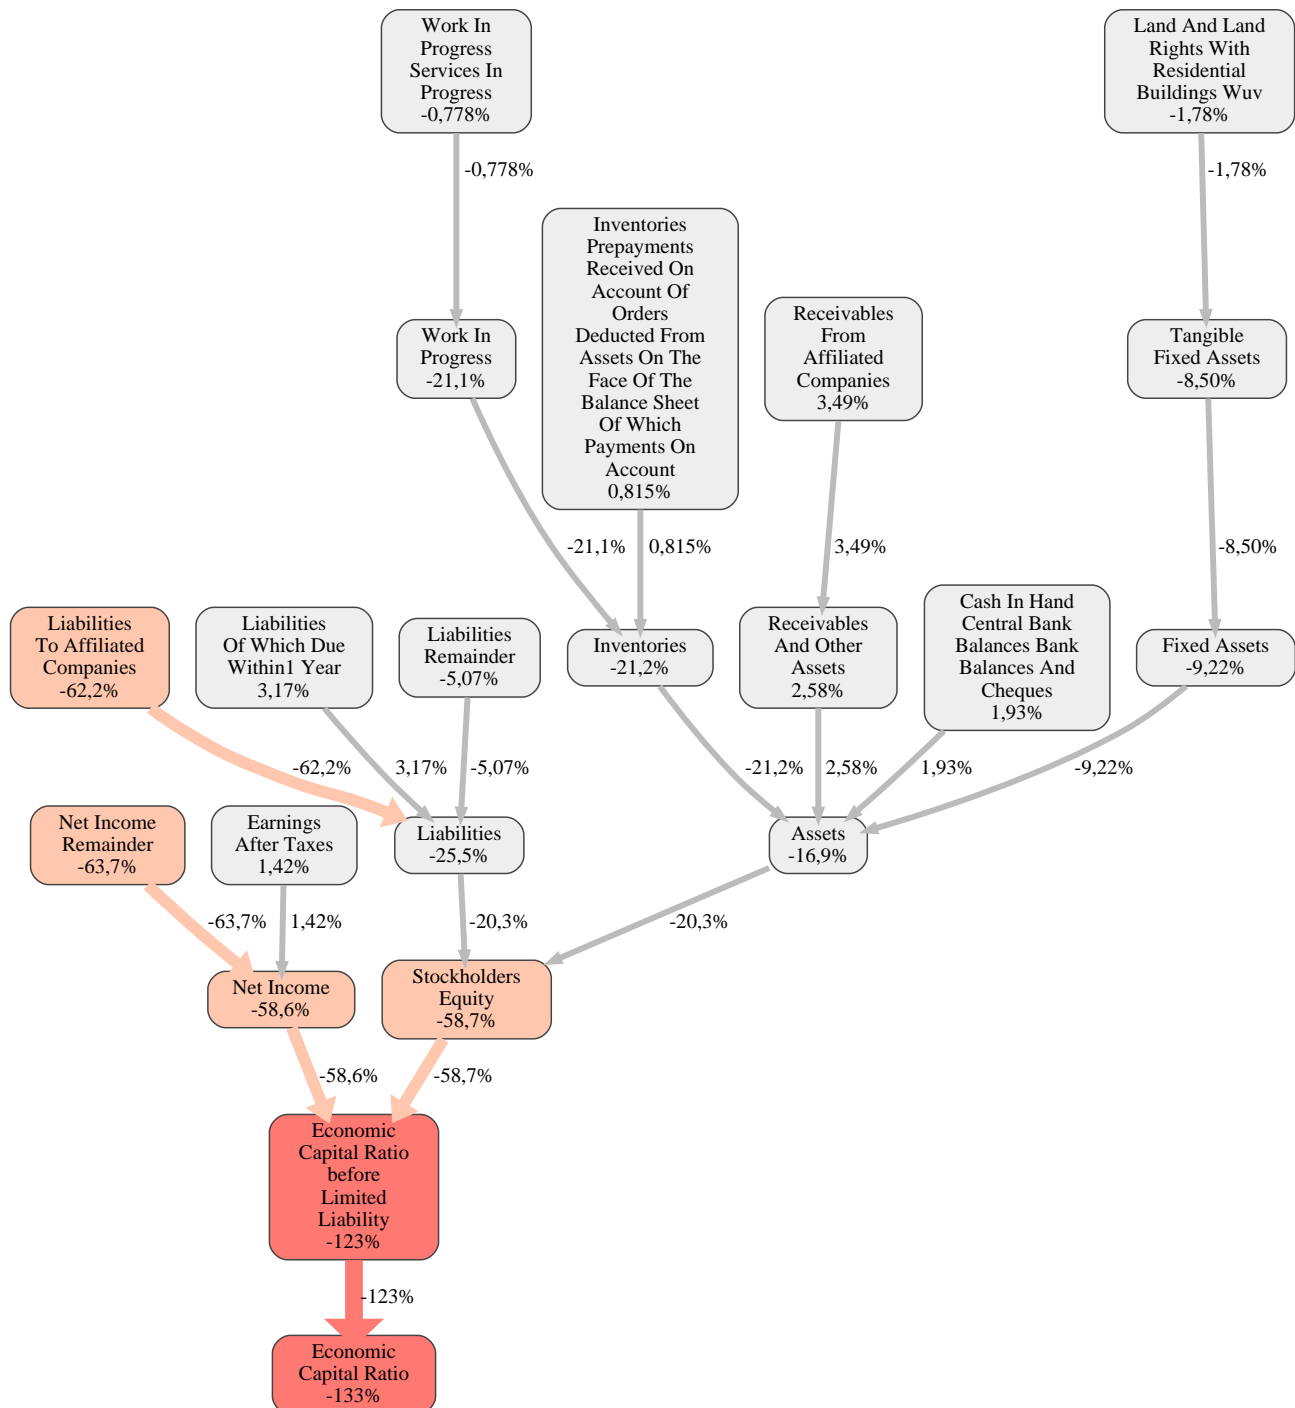 Work In
Progress
Services In
Progress
-0,778%
Land And Land
Rights With
Residential
Buildings Wuv
-1,78%
-0,778%
-1,78%
Inventories
Prepayments
Received On
Account Of
Orders
Deducted From
Assets On The
Face Of The
Balance Sheet
Of Which
Payments On
Account
0,815%
Receivables
From
Affiliated
Companies
3,49%
Work In
Progress
-21,1%
Tangible
Fixed Assets
-8,50%
-21,1%
0,815%
3,49%
-8,50%
Liabilities
To Affiliated
Companies
-62,2%
Liabilities
Of Which Due
Within1 Year
3,17%
Liabilities
Remainder
-5,07%
Inventories
-21,2%
Receivables
And Other
Assets
2,58%
Cash In Hand
Central Bank
Balances Bank
Balances And
Cheques
1,93%
Fixed Assets
-9,22%
-62,2%
3,17%
-5,07%
-21,2%
2,58%
1,93%
-9,22%
Net Income
Remainder
-63,7%
Earnings
After Taxes
1,42%
Liabilities
-25,5%
Assets
-16,9%
-63,7%
1,42%
-20,3%
-20,3%
Net Income
-58,6%
Stockholders
Equity
-58,7%
-58,6%
-58,7%
Economic
Capital Ratio
before
Limited
Liability
-123%
-123%
Economic
Capital Ratio
-133%